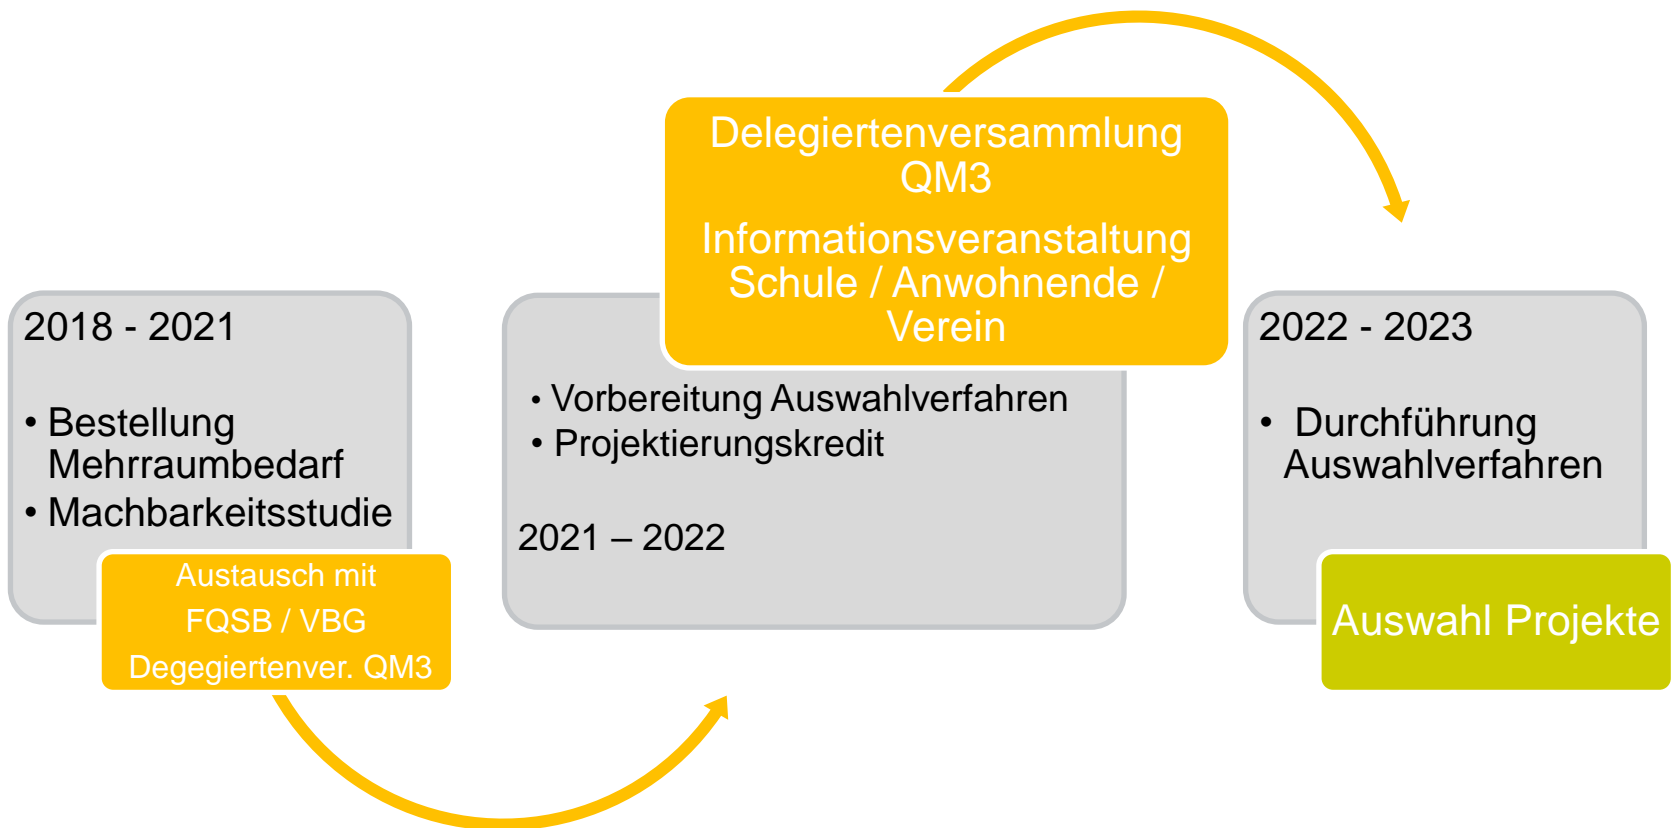 2018 - 2021
• Bestellung
Mehrraumbedarf
• Machbarkeitsstudie
Austausch mit
FQSB / VBG
Degegiertenver. QM3
Delegiertenversammlung
QM3
Informationsveranstaltung
Schule / Anwohnende /
Verein
• Vorbereitung Auswahlverfahren
• Projektierungskredit
2021 – 2022
2022 - 2023
• Durchführung
Auswahlverfahren
Auswahl Projekte